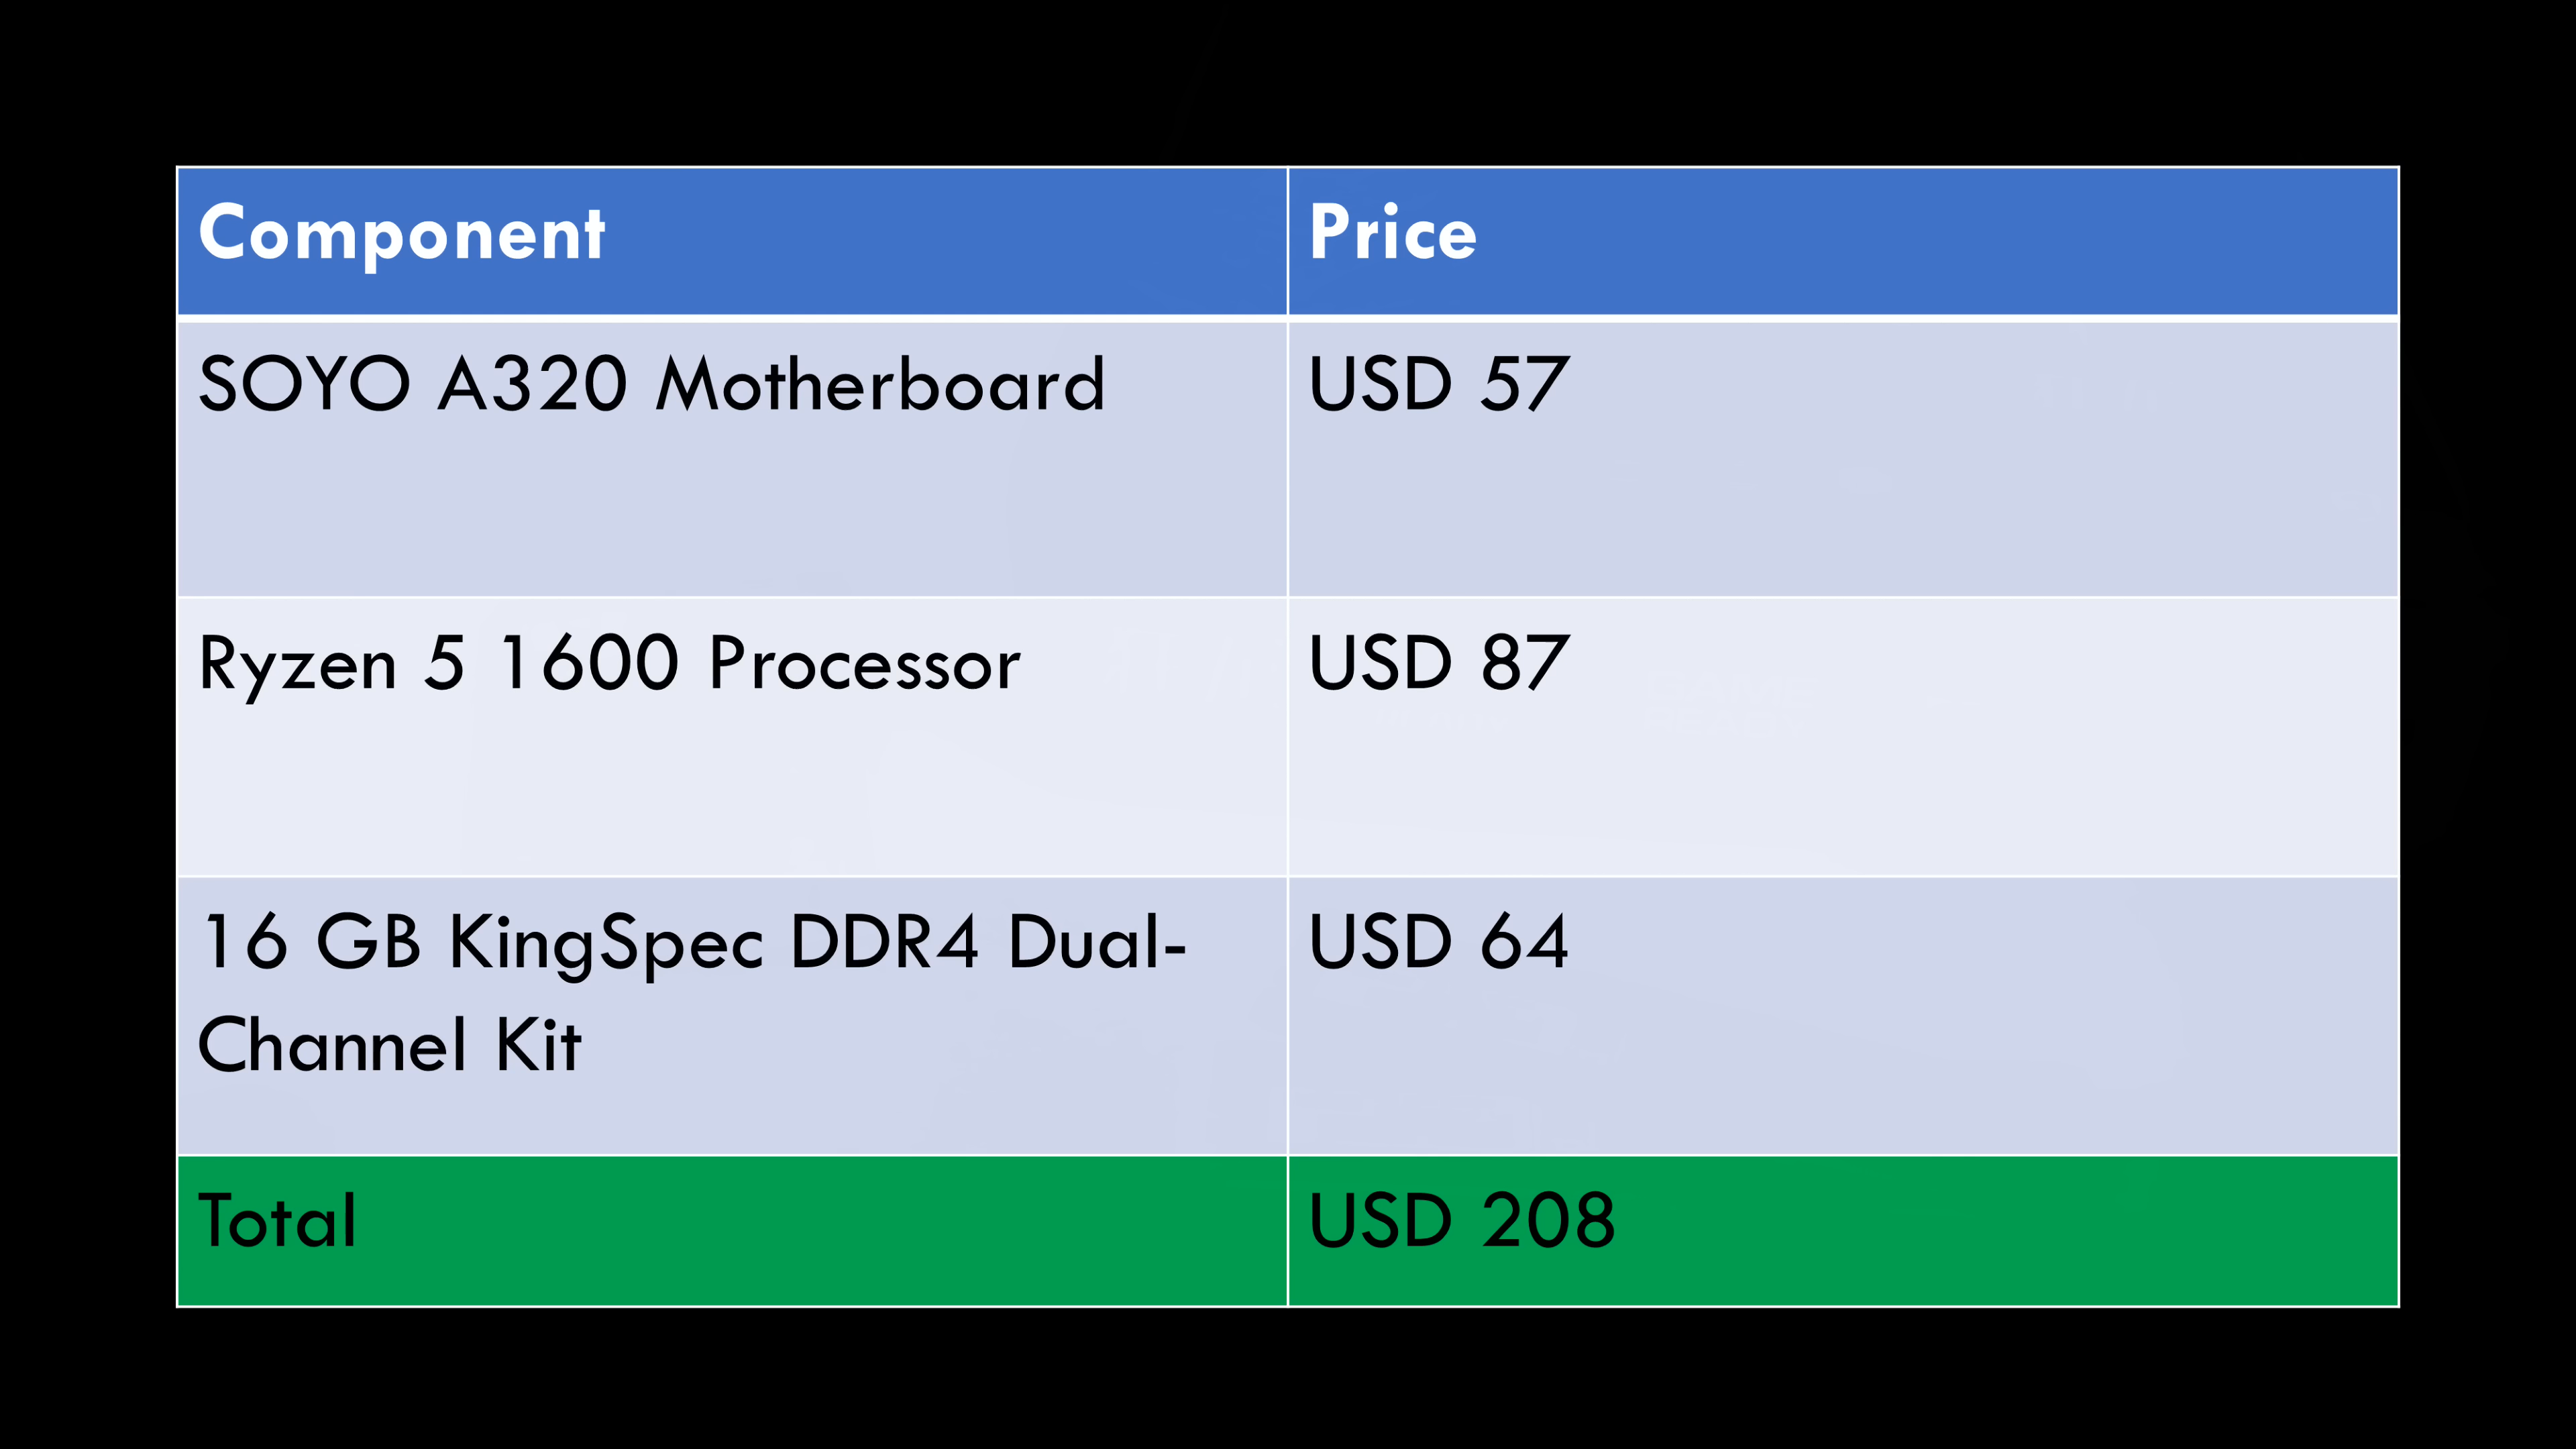 Component Price
SOYO A320 Motherboard USD 57
Ryzen 5 1600 Processor USD 87
16 GB KingSpec DDR4 Dual- USD 64
Channel Kit
Total USD 208